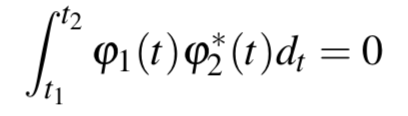 ∫_{t₁}^{t₂} φ₁(t)φ₂*(t)d_t = 0